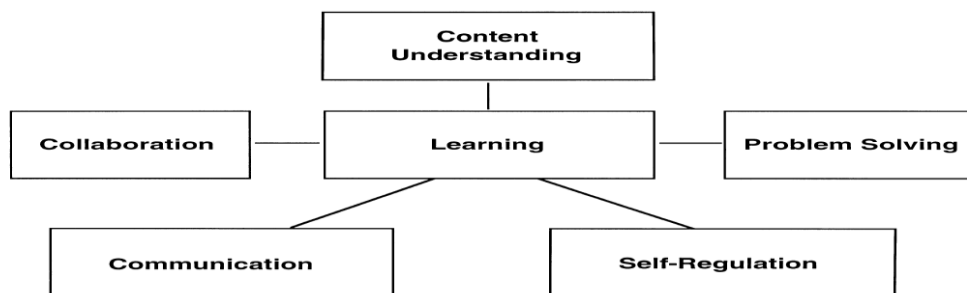 Content
Understanding
Collaboration
Learning
Problem Solving
Communication
Self-Regulation